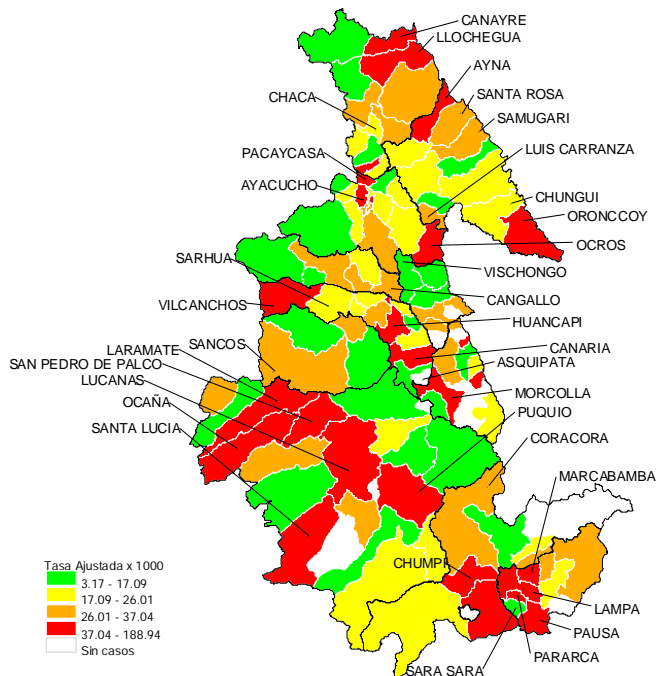 CANAYRE
LLOCHEGUA
AYNA
SANTA ROSA
CHACA
SAMUGARI
LUIS CARRANZA
PACAYCASA
AYACUCHO
CHUNGUI
ORONCCOY
OCROS
SARHUA
VISCHONGO
VILCANCHOS
CANGALLO
HUANCAPI
SANCOS
CANARIA
LARAMATE
ASQUIPATA
SAN PEDRO DE PALCO
LUCANAS
MORCOLLA
OCAÑA
PUQUIO
SANTA LUCIA
CORACORA
MARCABAMBA
CHUMPI
Tasa Ajustada x 1000
3.17 - 17.09
17.09 - 26.01
26.01 - 37.04
37.04 - 188.94
Sin casos
LAMPA
PAUSA
PARARCA
SARA SARA